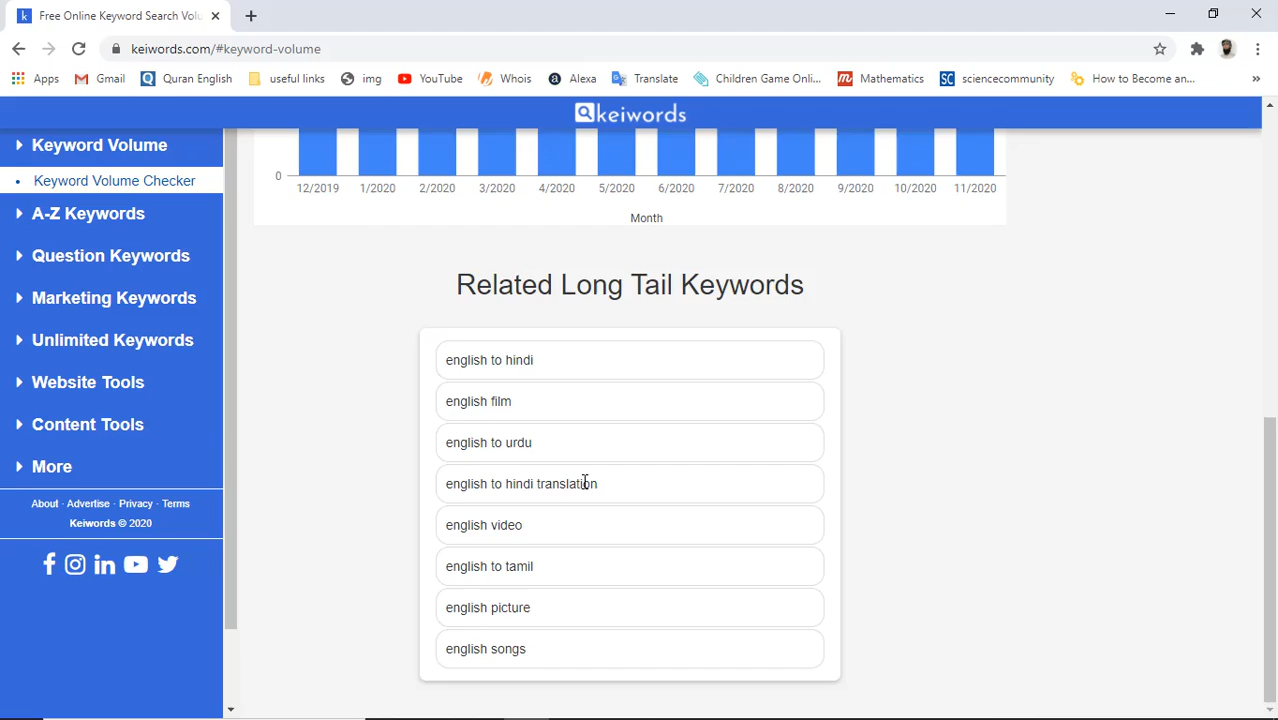 Free Online Keyword Search Volu
keiwords.com/#keyword-volume
Apps
Gmail
Quran English
useful links
img
YouTube
Whois
Alexa
Translate
Children Game Onli...
Mathematics
sciencecommunity
How to Become an...
keiwords
Keyword Volume
Keyword Volume Checker
A-Z Keywords
Question Keywords
Marketing Keywords
Unlimited Keywords
Website Tools
Content Tools
More
About · Advertise · Privacy · Terms
Keiwords © 2020
0
12/2019 1/2020 2/2020 3/2020 4/2020 5/2020 6/2020 7/2020 8/2020 9/2020 10/2020 11/2020
Month
Related Long Tail Keywords
english to hindi
english film
english to urdu
english to hindi translation
english video
english to tamil
english picture
english songs